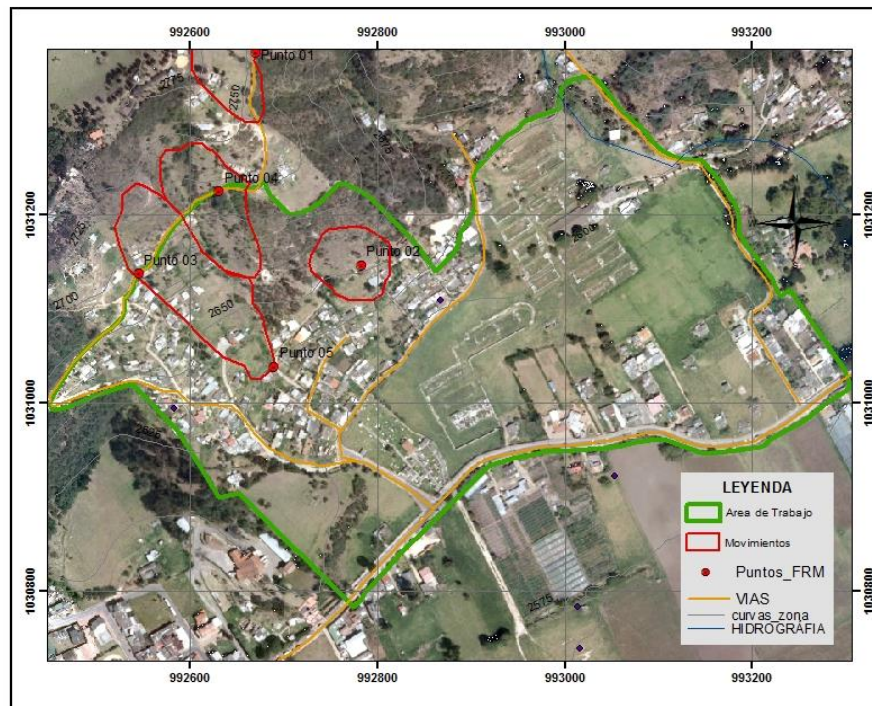 992600 992800 993000 993200
Punto 01
2775
2750
Punto 04
1031200
1031200
2600
Punto 02
Punto 03
2700
2650
Punto 05
1031000
1031000
LEYENDA
Area de Trabajo
Movimientos
Puntos_FRM
VIAS
curvas_zona
HIDROGRAFIA
2575
1030800
1030800
992600 992800 993000 993200